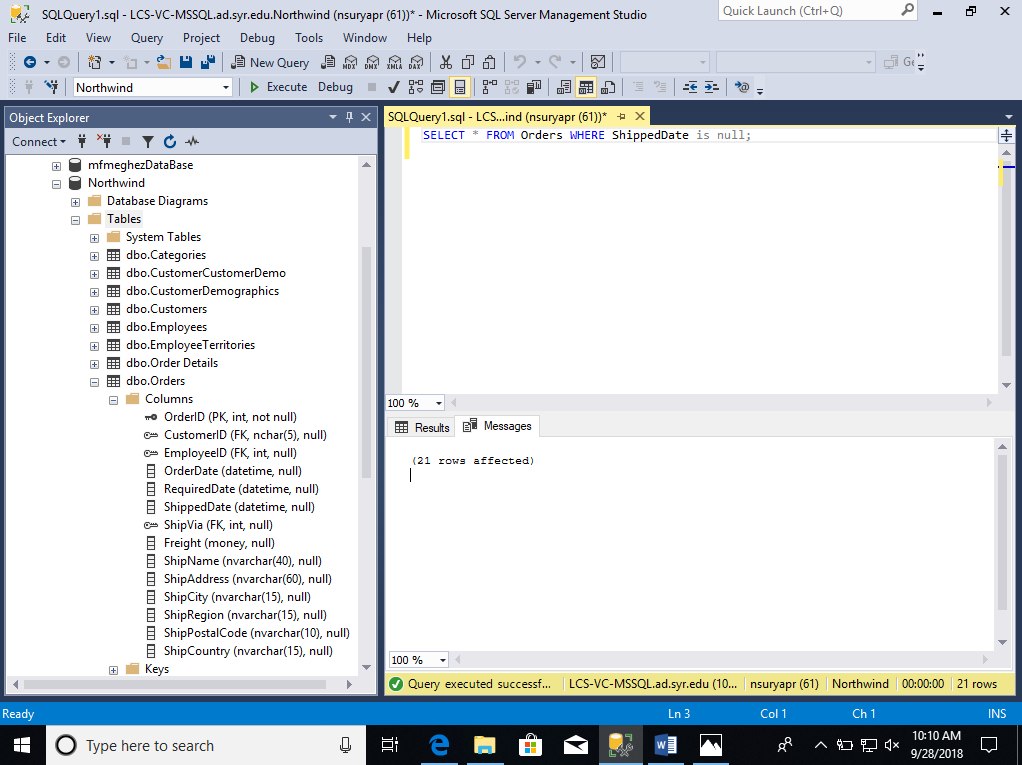 SQLQuery1.sql - LCS-VC-MSSQL.ad.syr.edu.Northwind (nsuryapr (61))* - Microsoft SQL Server Management Studio
Quick Launch (Ctrl+Q)
File Edit View Query Project Debug Tools Window Help
New Query MDX DMX XMLA DAX
Northwind Execute Debug
Object Explorer
Connect
mfmeghezDataBase
Northwind
Database Diagrams
Tables
System Tables
dbo.Categories
dbo.CustomerCustomerDemo
dbo.CustomerDemographics
dbo.Customers
dbo.Employees
dbo.EmployeeTerritories
dbo.Order Details
dbo.Orders
Columns
OrderID (PK, int, not null)
CustomerID (FK, nchar(5), null)
EmployeeID (FK, int, null)
OrderDate (datetime, null)
RequiredDate (datetime, null)
ShippedDate (datetime, null)
ShipVia (FK, int, null)
Freight (money, null)
ShipName (nvarchar(40), null)
ShipAddress (nvarchar(60), null)
ShipCity (nvarchar(15), null)
ShipRegion (nvarchar(15), null)
ShipPostalCode (nvarchar(10), null)
ShipCountry (nvarchar(15), null)
Keys
SQLQuery1.sql - LCS...ind (nsuryapr (61))*
SELECT * FROM Orders WHERE ShippedDate is null;
100 %
Results Messages
(21 rows affected)
100 %
Query executed successf... LCS-VC-MSSQL.ad.syr.edu (10... nsuryapr (61) Northwind 00:00:00 21 rows
Ready Ln 3 Col 1 Ch 1 INS
Type here to search
10:10 AM
9/28/2018